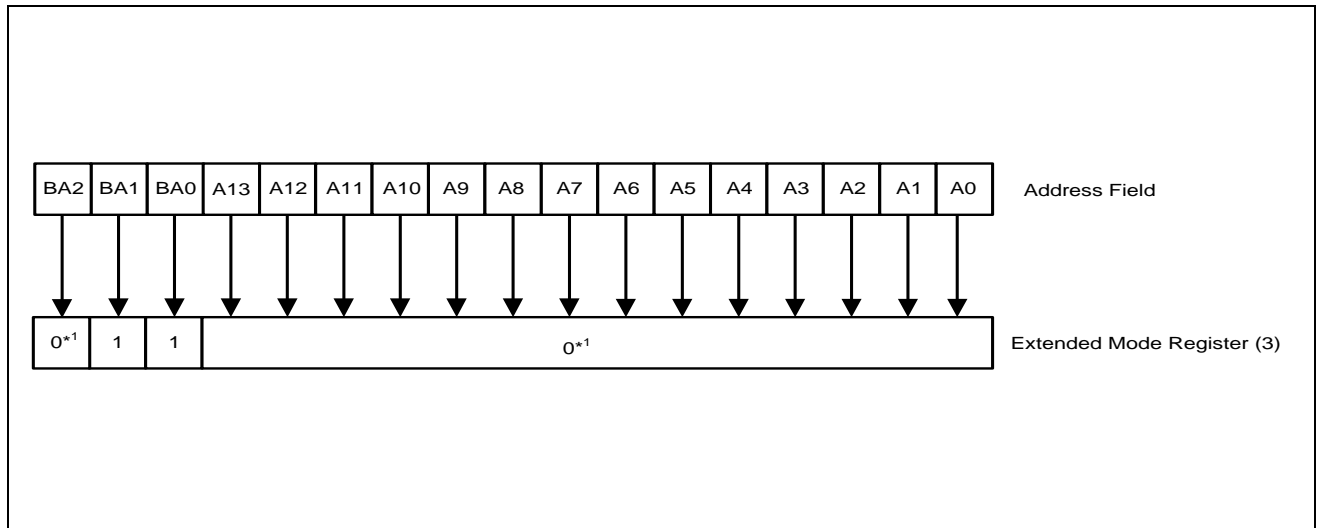 BA2 BA1 BA0 A13 A12 A11 A10 A9 A8 A7 A6 A5 A4 A3 A2 A1 A0 Address Field
0*1 1 1 0*1 Extended Mode Register (3)